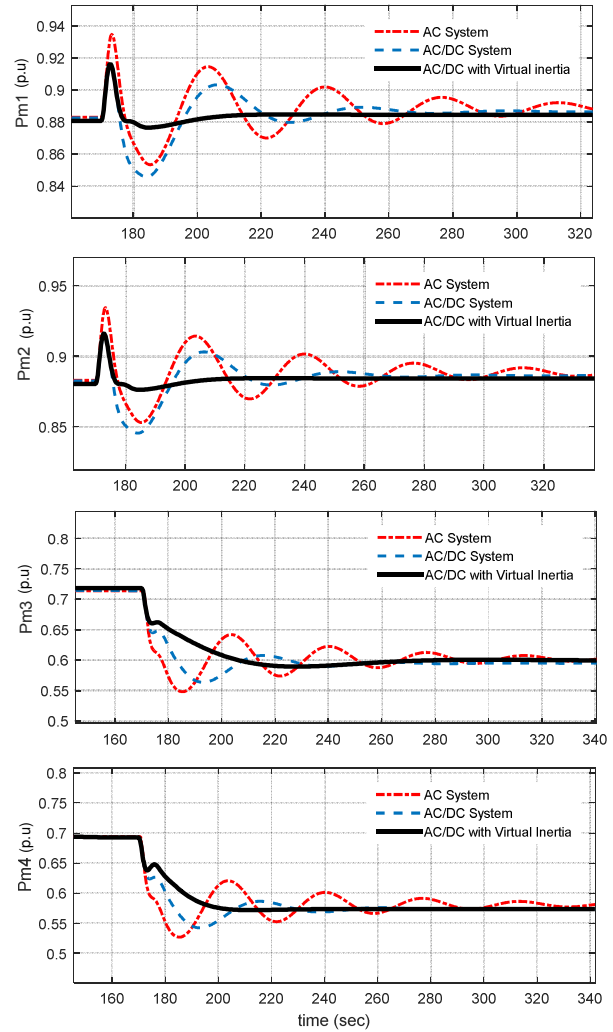 Pm1 (p.u)
0.94
0.92
0.9
0.88
0.86
0.84
AC System
AC/DC System
AC/DC with Virtual inertia
180 200 220 240 260 280 300 320
Pm2 (p.u)
0.95
0.9
0.85
AC System
AC/DC System
AC/DC with Virtual Inertia
180 200 220 240 260 280 300 320
Pm3 (p.u)
0.8
0.7
0.65
0.6
0.55
0.5
AC System
AC/DC System
AC/DC with Virtual Inertia
160 180 200 220 240 260 280 300 320 340
Pm4 (p.u)
0.8
0.7
0.6
0.55
0.5
AC System
AC/DC System
AC/DC with Virtual Inertia
160 180 200 220 240 260 280 300 320 340
time (sec)